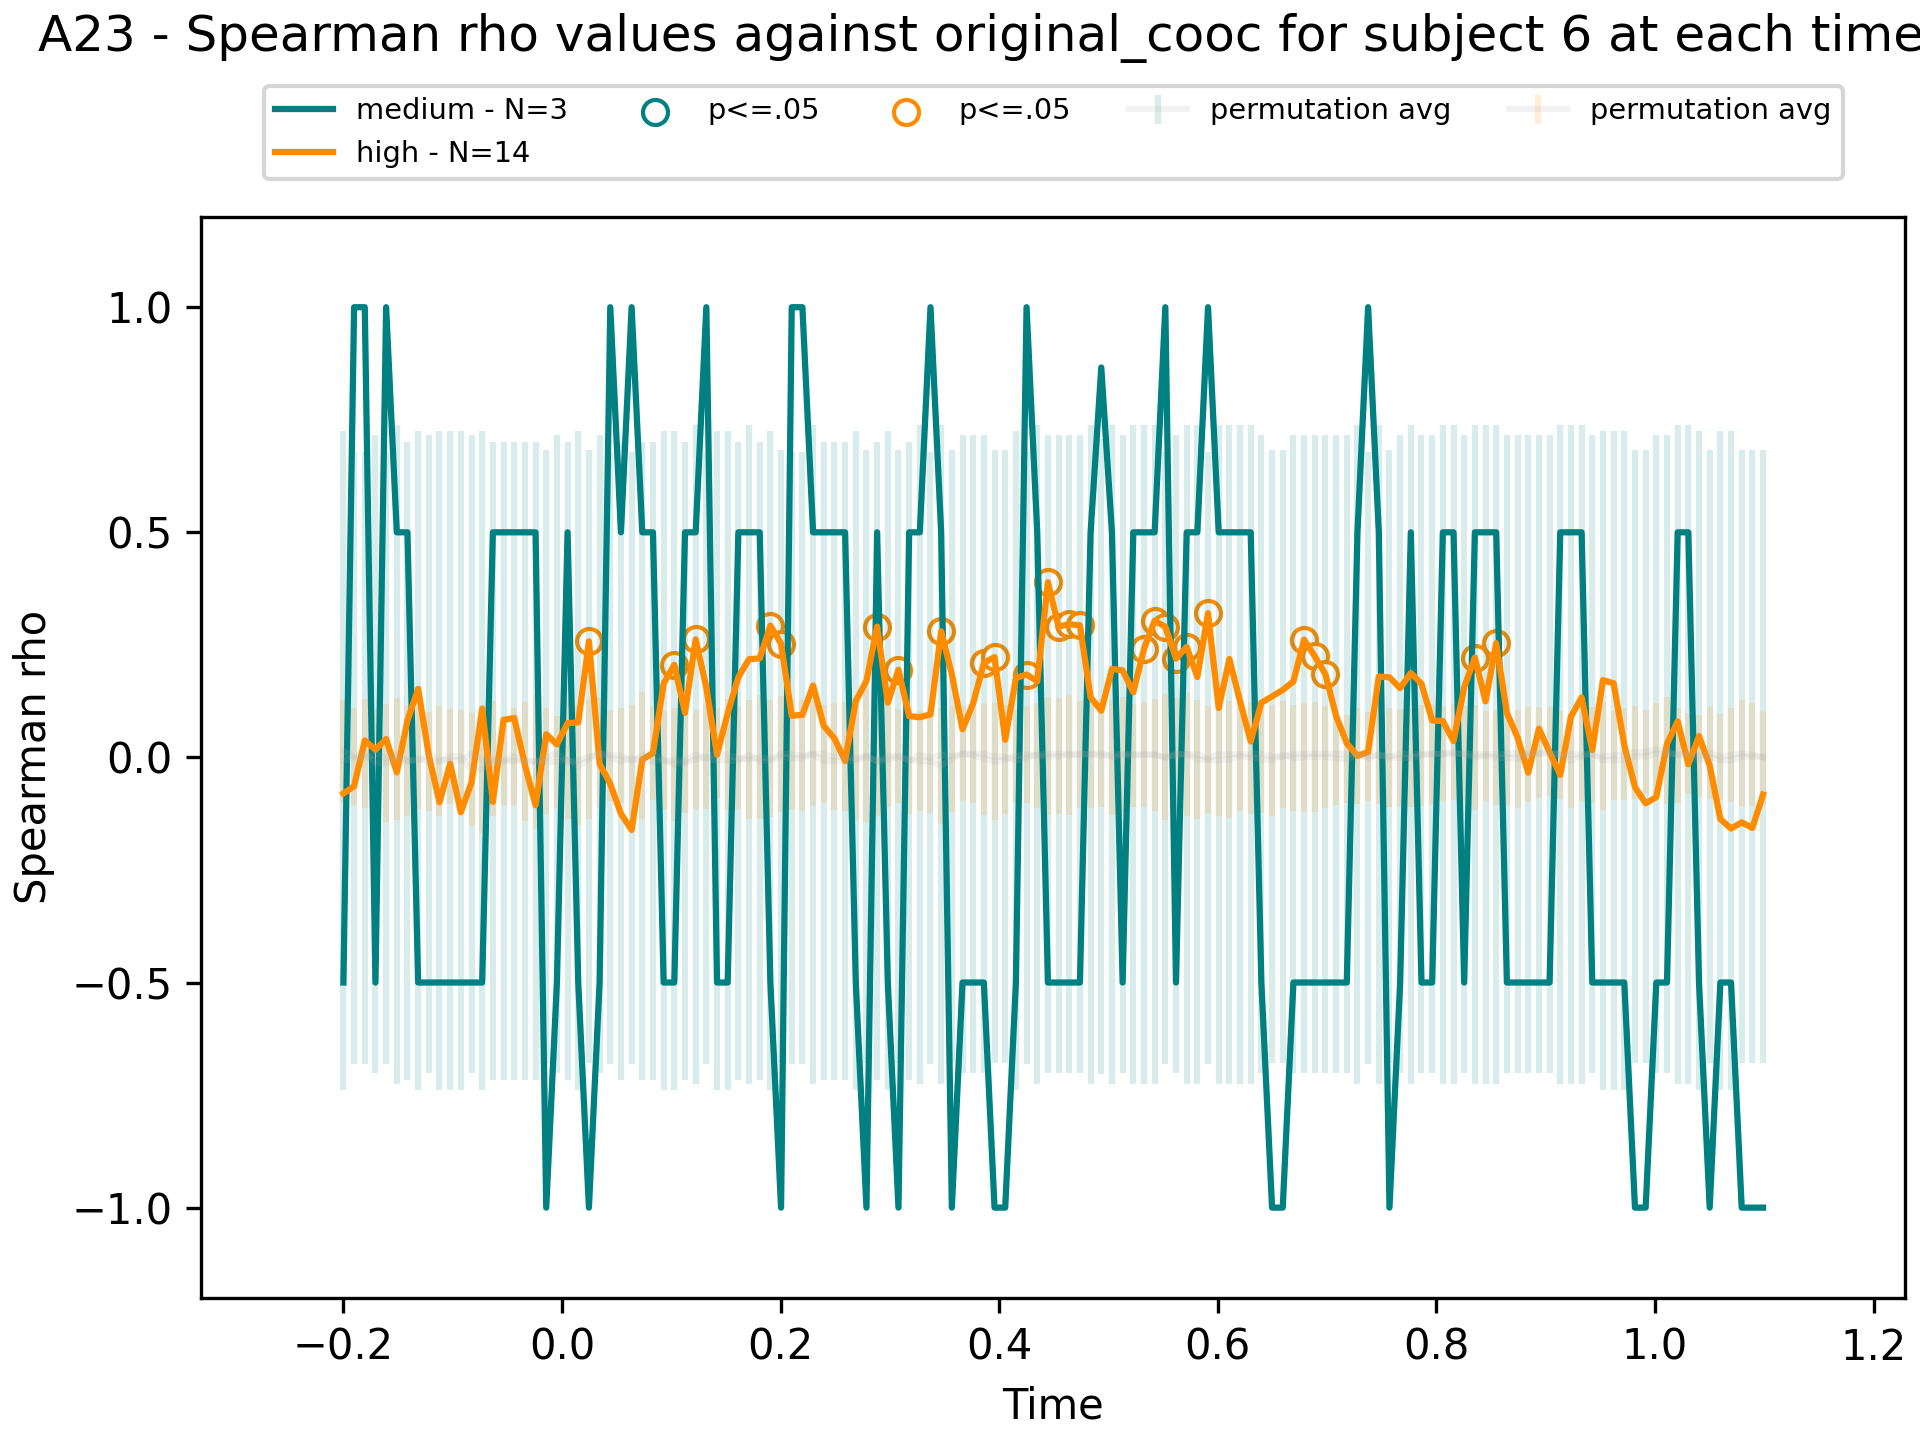 A23 - Spearman rho values against original_cooc for subject 6 at each time
medium - N=3
high - N=14
p<=.05
p<=.05
permutation avg
permutation avg
Spearman rho
1.0
0.5
0.0
−0.5
−1.0
−0.2
0.0
0.2
0.4
0.6
0.8
1.0
1.2
Time